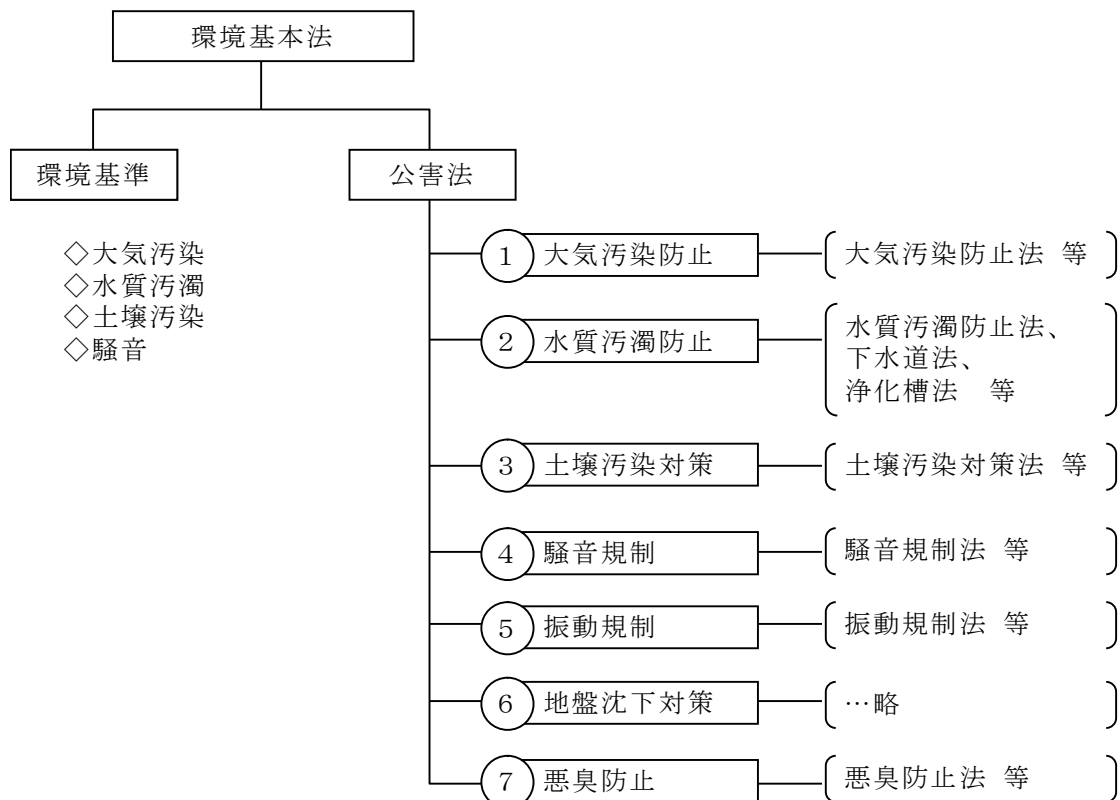 環境基本法
環境基準
公害法
◇大気汚染
◇水質汚濁
◇土壌汚染
◇騒音
1 大気汚染防止
大気汚染防止法 等
2 水質汚濁防止
水質汚濁防止法、
下水道法、
浄化槽法 等
3 土壌汚染対策
土壌汚染対策法 等
4 騒音規制
騒音規制法 等
5 振動規制
振動規制法 等
6 地盤沈下対策
…略
7 悪臭防止
悪臭防止法 等